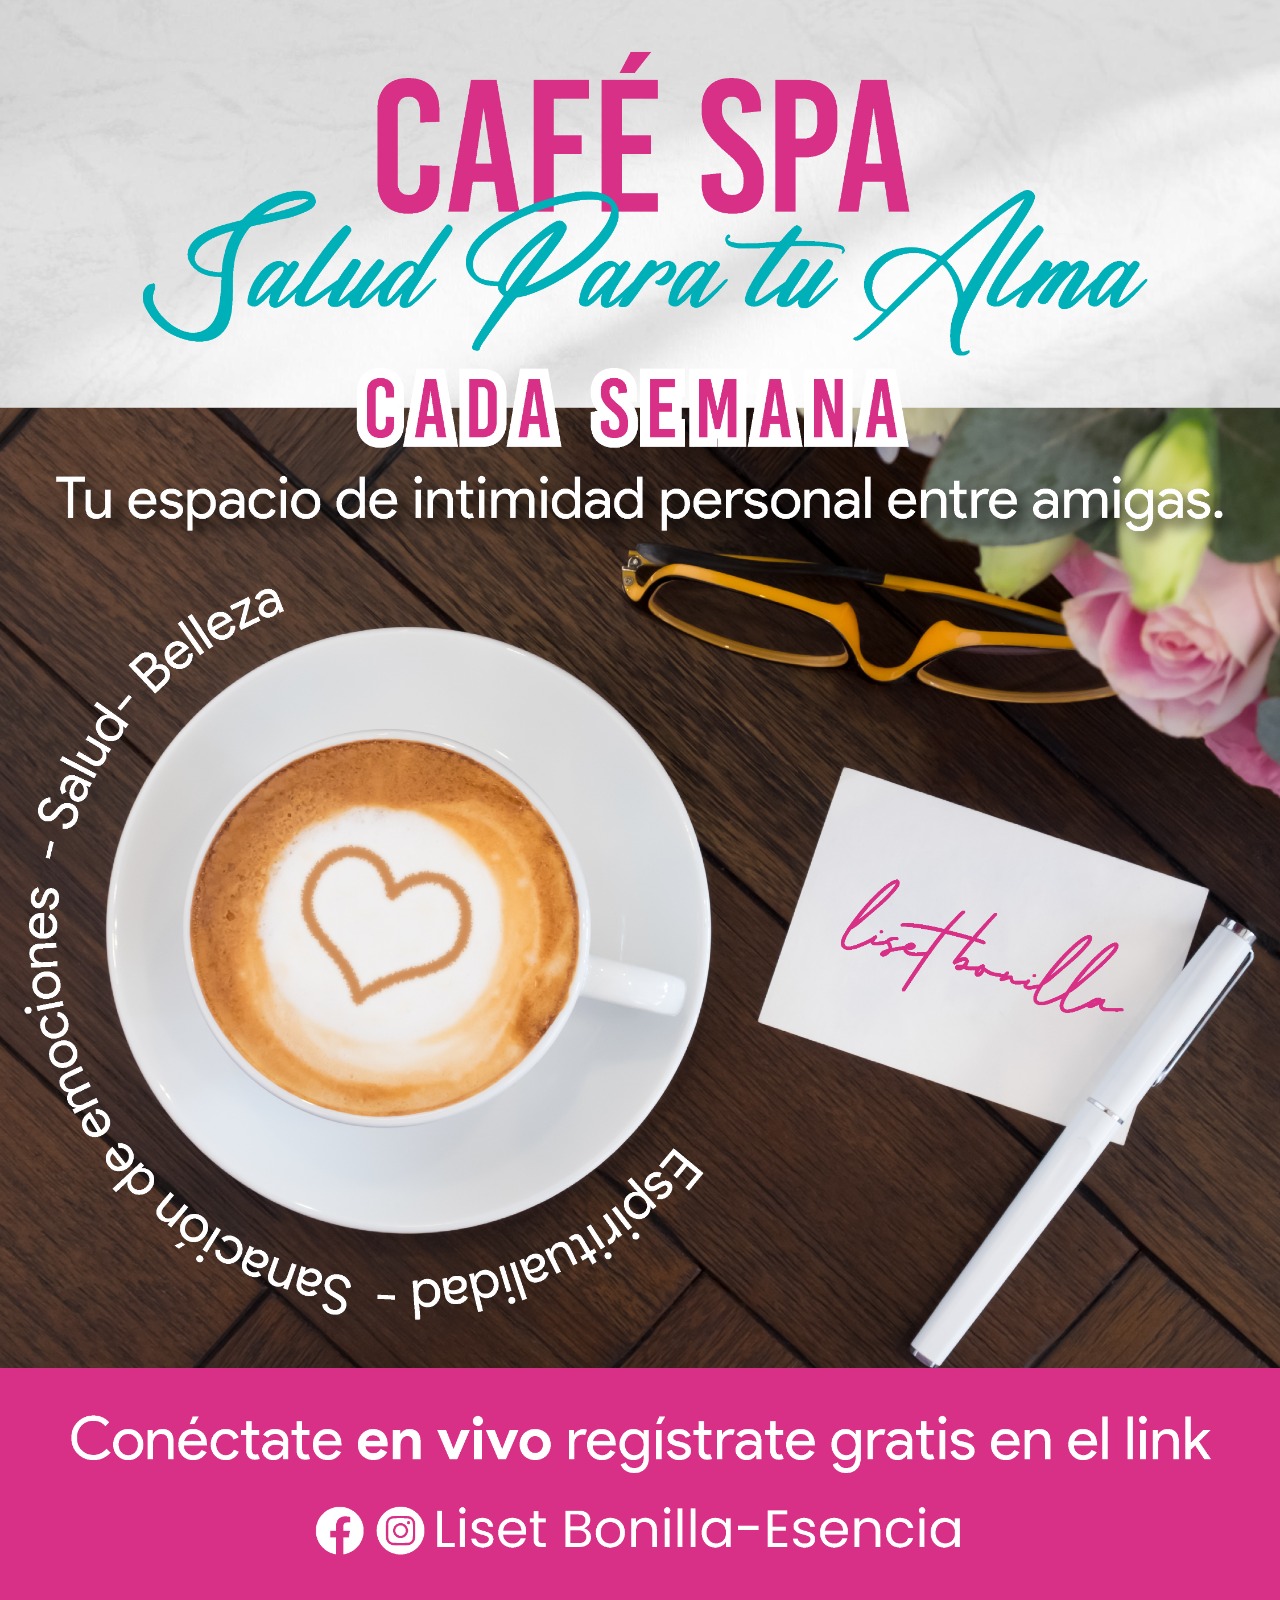 CAFÉ SPA
Salud Para tu Alma
CADA SEMANA
Tu espacio de intimidad personal entre amigas.
Espiritualidad - Sanación de emociones - Salud- Belleza
liset bonilla
Conéctate en vivo regístrate gratis en el link
Liset Bonilla-Esencia